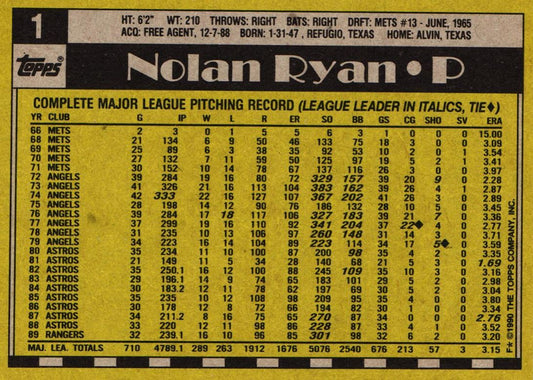 1
HT: 6'2" WT: 210 THROWS: RIGHT BATS: RIGHT DRFT: METS #13 - JUNE, 1965
ACQ: FREE AGENT, 12-7-88 BORN: 1-31-47, REFUGIO, TEXAS HOME: ALVIN, TEXAS
Topps
Nolan Ryan • P
COMPLETE MAJOR LEAGUE PITCHING RECORD (LEAGUE LEADER IN ITALICS, TIE♦)
YR CLUB G IP W L R ER SO BB GS CG SHO SV ERA
66 METS 2 3 0 1 5 5 6 3 1 0 0 0 15.00
68 METS 21 134 6 9 50 46 133 75 18 3 0 0 3.09
69 METS 25 89 6 3 38 35 92 53 10 2 0 1 3.54
70 METS 27 132 7 11 59 50 125 97 19 5 2 1 3.41
71 METS 30 152 10 14 78 67 137 116 26 3 0 0 3.97
72 ANGELS 39 284 19 16 80 72 329 157 39 20 9 0 2.28
73 ANGELS 41 326 21 16 113 104 383 162 39 26 4 1 2.87
74 ANGELS 42 333 22 16 127 107 367 202 41 26 3 0 2.89
75 ANGELS 28 198 14 12 90 76 186 132 28 10 5 0 3.45
76 ANGELS 39 284 17 18 117 106 327 183 39 21 7 0 3.36
77 ANGELS 37 299 19 16 110 92 341 204 37 22♦ 4 0 2.77
78 ANGELS 31 235 10 13 106 97 260 148 31 14 3 0 3.71
79 ANGELS 34 223 16 14 104 89 223 114 34 17 5♦ 0 3.59
80 ASTROS 35 234 11 10 100 87 200 98 35 4 2 0 3.35
81 ASTROS 21 149 11 5 34 28 140 68 21 5 3 0 1.69
82 ASTROS 35 250.1 16 12 100 88 245 109 35 10 3 0 3.16
83 ASTROS 29 196.1 14 9 74 65 183 101 29 5 2 0 2.98
84 ASTROS 30 183.2 12 11 78 62 197 69 30 5 2 0 3.04
85 ASTROS 35 232 10 12 108 98 209 95 35 4 0 0 3.80
86 ASTROS 30 178 12 8 72 66 194 82 30 1 0 0 3.34
87 ASTROS 34 211.2 8 16 75 65 270 87 34 0 0 0 2.76
88 ASTROS 33 220 12 11 98 86 228 87 33 4 1 0 3.52
89 RANGERS 32 239.1 16 10 96 85 301 98 32 6 2 0 3.20
MAJ. LEA. TOTALS 710 4789.1 289 263 1912 1676 5076 2540 676 213 57 3 3.15
F* ©1990 THE TOPPS COMPANY, INC.